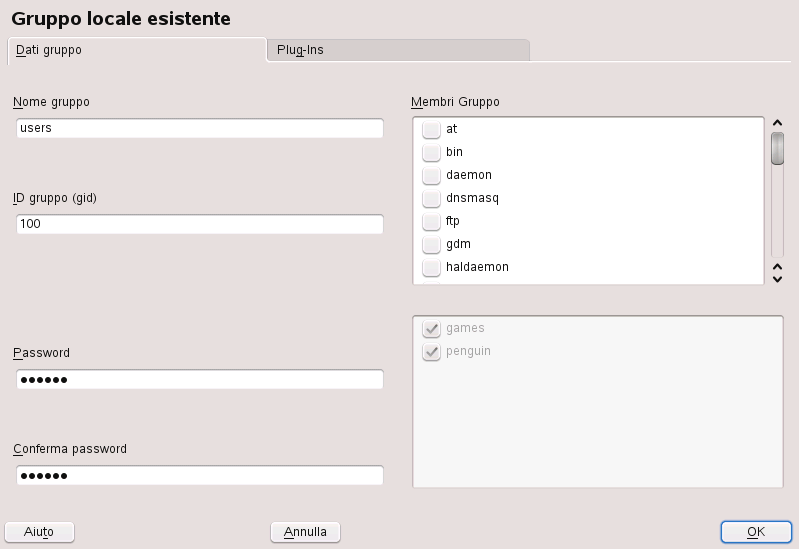 Gruppo locale esistente
Dati gruppo
Plug-Ins
Nome gruppo
users
ID gruppo (gid)
100
Password
●●●●●●
Conferma password
●●●●●●
Membri Gruppo
at
bin
daemon
dnsmasq
ftp
gdm
haldaemon
games
penguin
Aiuto
Annulla
OK